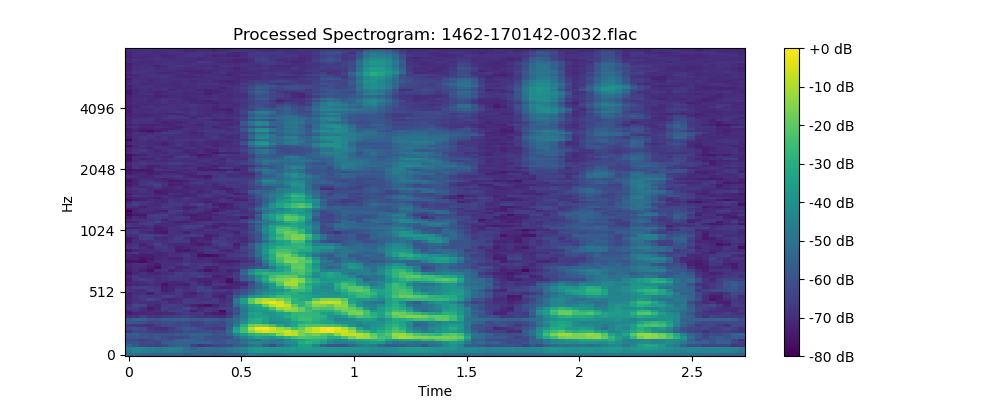 Processed Spectrogram: 1462-170142-0032.flac
+0 dB
4096
-10 dB
-20 dB
2048
-30 dB
Hz
1024
-40 dB
-50 dB
512
-60 dB
-70 dB
0
-80 dB
0 0.5 1 1.5 2 2.5
Time